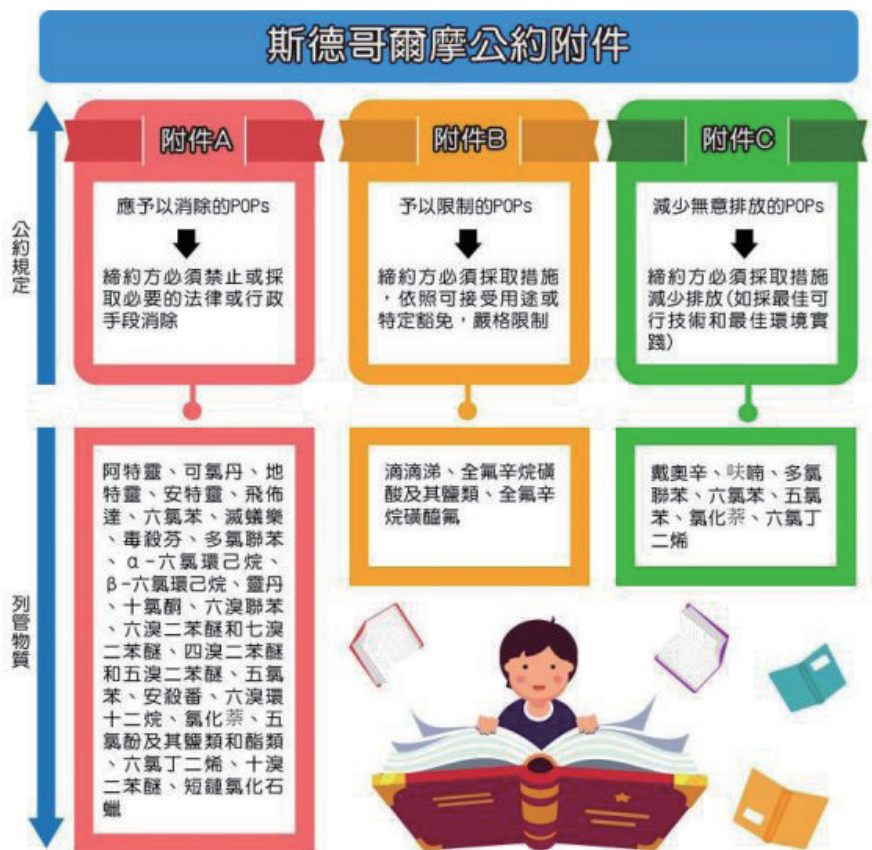 斯德哥爾摩公約附件
公約規定
附件A
應予以消除的POPs
締約方必須禁止或採
取必要的法律或行政
手段消除
附件B
予以限制的POPs
締約方必須採取措施
，依照可接受用途或
特定豁免，嚴格限制
附件C
減少無意排放的POPs
締約方必須採取措施
減少排放(如採最佳可
行技術和最佳環境實
踐)
列管物質
阿特靈、可氯丹、地
特靈、安特靈、飛佈
達、六氯苯、滅蟻樂
、毒殺芬、多氯聯苯
、α-六氯環己烷、
β-六氯環己烷、靈丹
、十氯酮、六溴聯苯
、六溴二苯醚和七溴
二苯醚、四溴二苯醚
和五溴二苯醚、五氯
苯、安殺番、六溴環
十二烷、氯化萘、五
氯酚及其鹽類和酯類
、六氯丁二烯、十溴
二苯醚、短鏈氯化石
蠟
滴滴涕、全氟辛烷磺
酸及其鹽類、全氟辛
烷磺醯氟
戴奧辛、呋喃、多氯
聯苯、六氯苯、五氯
苯、氯化萘、六氯丁
二烯